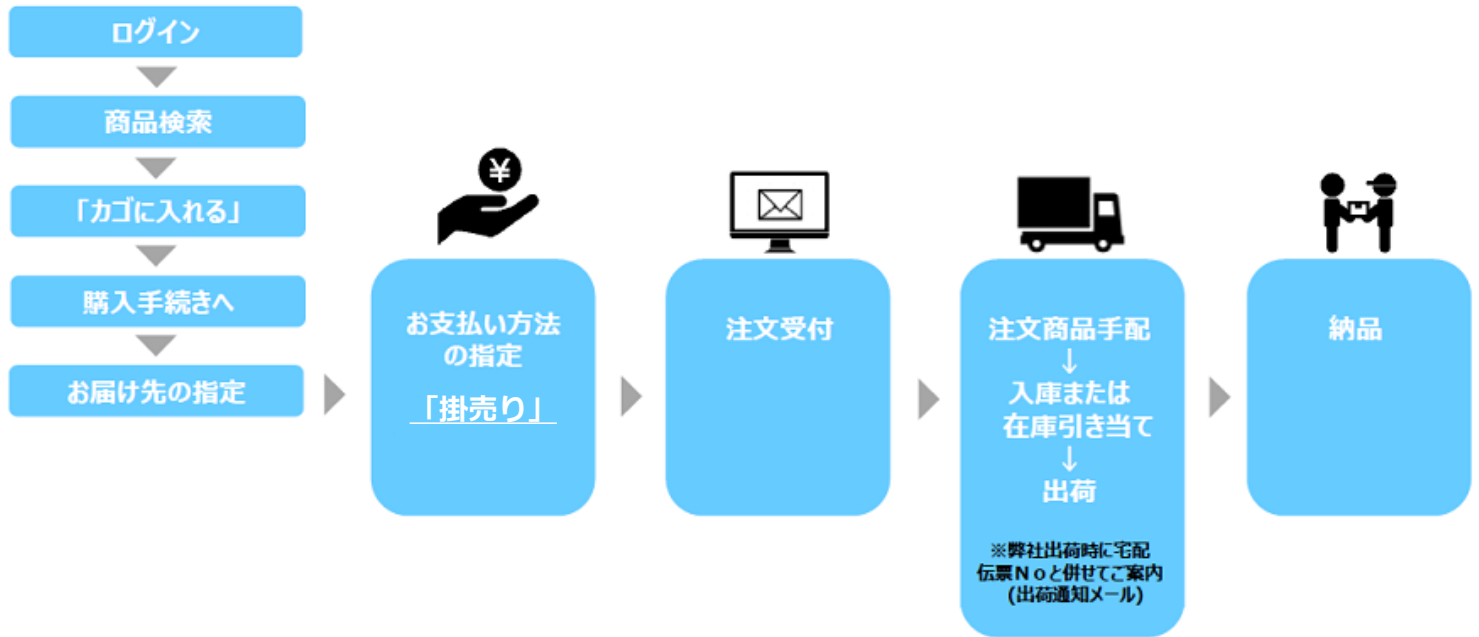 ログイン
商品検索
「カゴに入れる」
購入手続きへ
お届け先の指定
¥
お支払い方法
の指定
「掛売り」
注文受付
注文商品手配
↓
入庫または
在庫引き当て
↓
出荷
※弊社出荷時に宅配
伝票Noと併せてご案内
(出荷通知メール)
納品